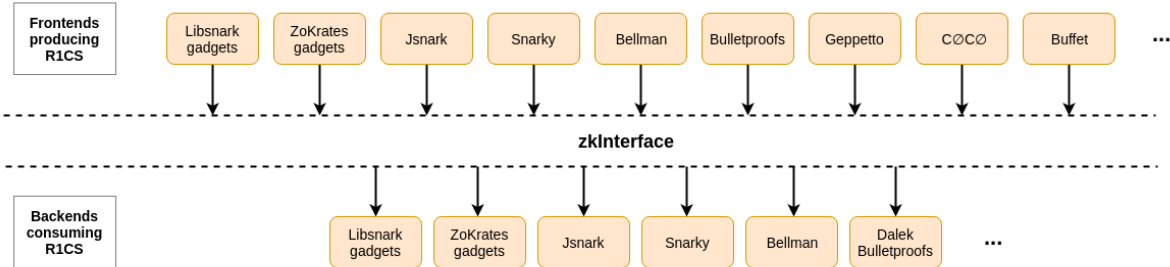 Frontends
producing
R1CS
Libsnark
gadgets
ZoKrates
gadgets
Jsnark
Snarky
Bellman
Bulletproofs
Geppetto
C∅C∅
Buffet
...
zkInterface
Backends
consuming
R1CS
Libsnark
gadgets
ZoKrates
gadgets
Jsnark
Snarky
Bellman
Dalek
Bulletproofs
...